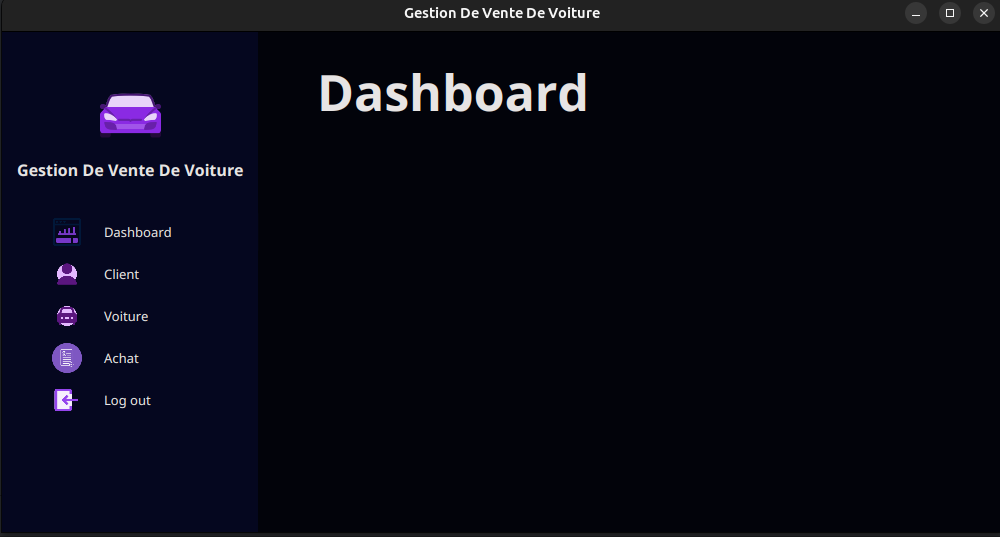 Gestion De Vente De Voiture
Dashboard
Gestion De Vente De Voiture
Dashboard
Client
Voiture
Achat
Log out